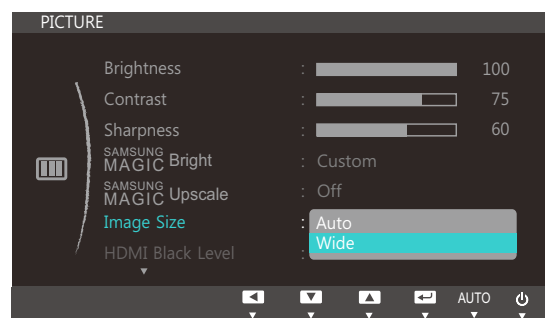 PICTURE
Brightness : 100
Contrast : 75
Sharpness : 60
SAMSUNG MAGIC Bright : Custom
SAMSUNG MAGIC Upscale : Off
Image Size : Auto
Wide
HDMI Black Level :
AUTO